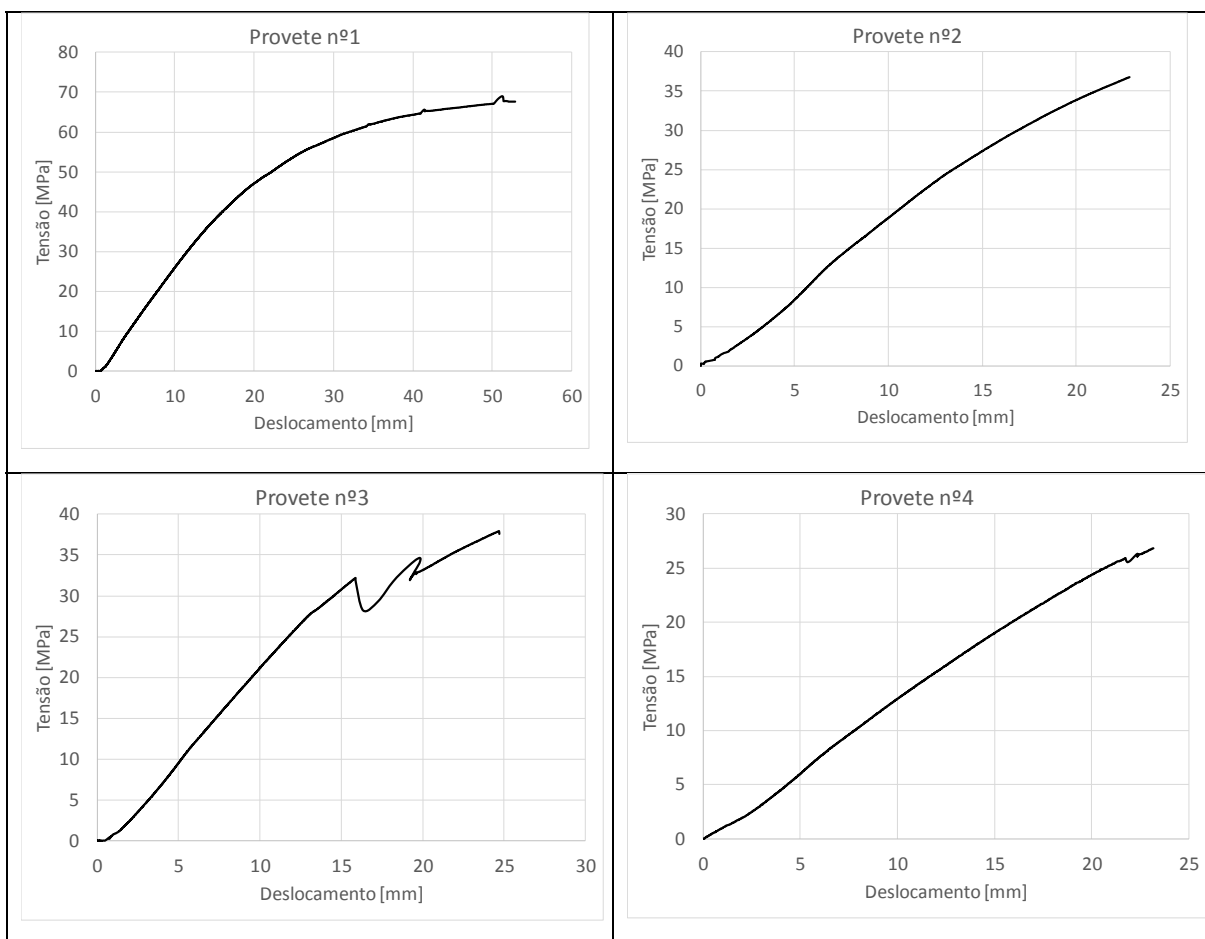 Provete nº1
80
70
60
50
40
30
20
10
0
Tensão [MPa]
0 10 20 30 40 50 60
Deslocamento [mm]
Provete nº2
40
35
30
25
20
15
10
5
0
Tensão [MPa]
0 5 10 15 20 25
Deslocamento [mm]
Provete nº3
40
35
30
25
20
15
10
5
0
Tensão [MPa]
0 5 10 15 20 25 30
Deslocamento [mm]
Provete nº4
30
25
20
15
10
5
0
Tensão [MPa]
0 5 10 15 20 25
Deslocamento [mm]